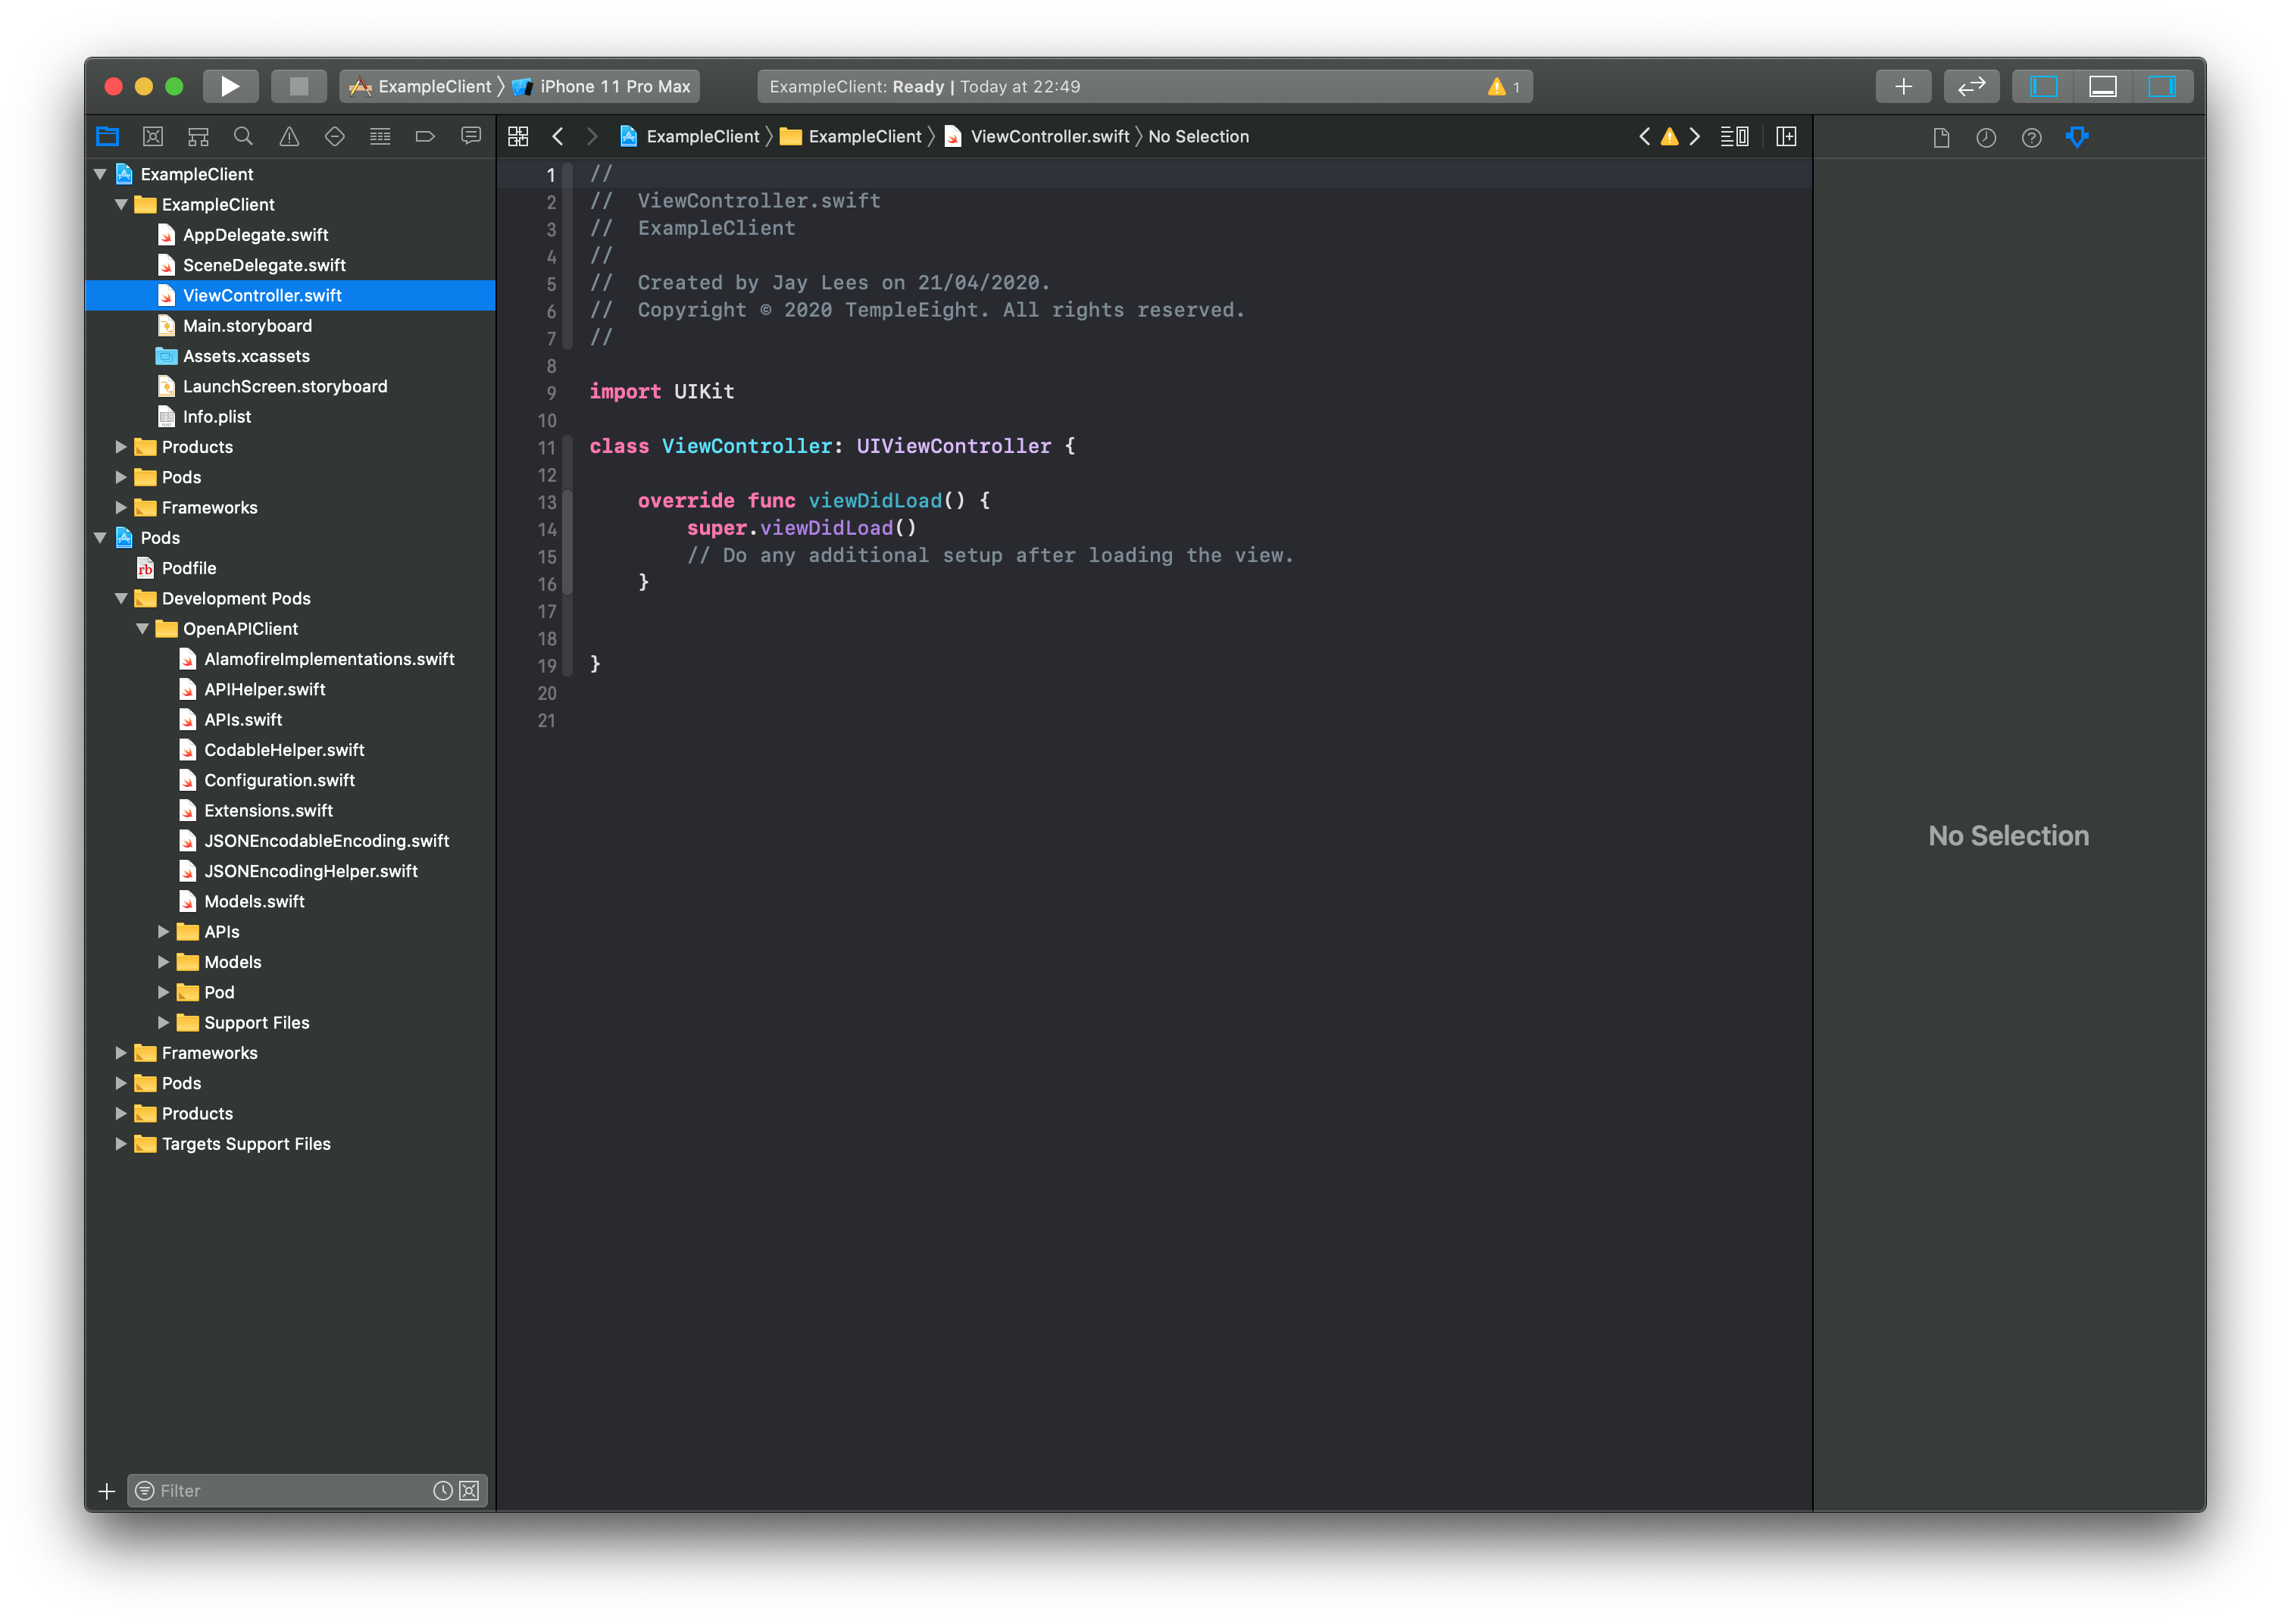 ExampleClient 〉 iPhone 11 Pro Max
ExampleClient: Ready | Today at 22:49
1
ExampleClient
ExampleClient
AppDelegate.swift
SceneDelegate.swift
ViewController.swift
Main.storyboard
Assets.xcassets
LaunchScreen.storyboard
Info.plist
Products
Pods
Frameworks
Pods
rb Podfile
Development Pods
OpenAPIClient
AlamofireImplementations.swift
APIHelper.swift
APIs.swift
CodableHelper.swift
Configuration.swift
Extensions.swift
JSONEncodableEncoding.swift
JSONEncodingHelper.swift
Models.swift
APIs
Models
Pod
Support Files
Frameworks
Pods
Products
Targets Support Files
Filter
ExampleClient 〉 ExampleClient 〉 ViewController.swift 〉 No Selection
1 //
2 //  ViewController.swift
3 //  ExampleClient
4 //
5 //  Created by Jay Lees on 21/04/2020.
6 //  Copyright © 2020 TempleEight. All rights reserved.
7 //
8
9 import UIKit
10
11 class ViewController: UIViewController {
12
13     override func viewDidLoad() {
14         super.viewDidLoad()
15         // Do any additional setup after loading the view.
16     }
17
18
19 }
20
21
No Selection